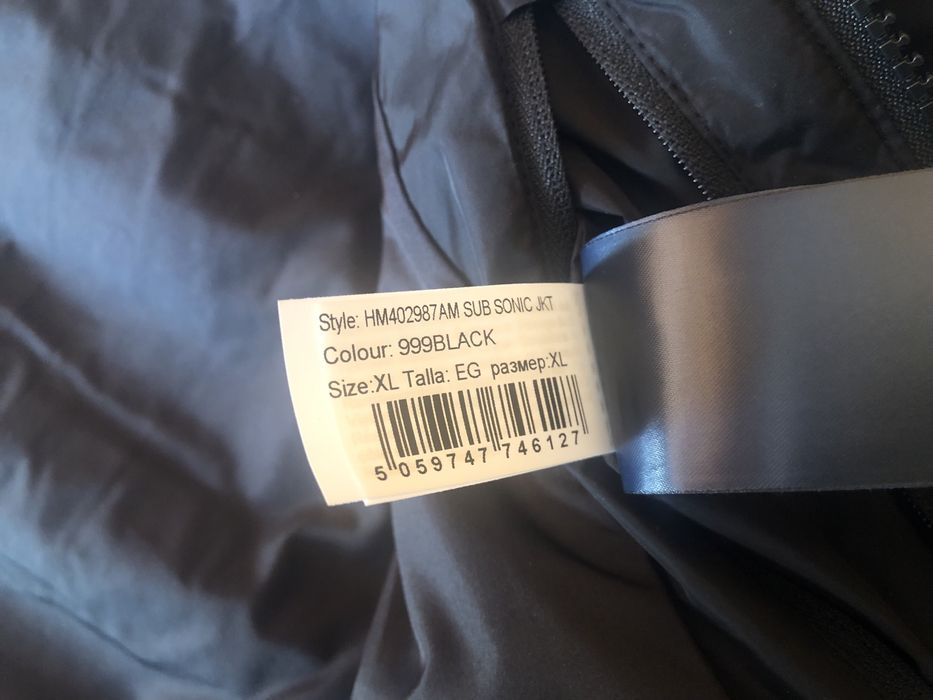 Style: HM402987AM SUB SONIC JKT
Colour: 999BLACK
Size:XL Talla: EG размер:XL
5 059747 746127